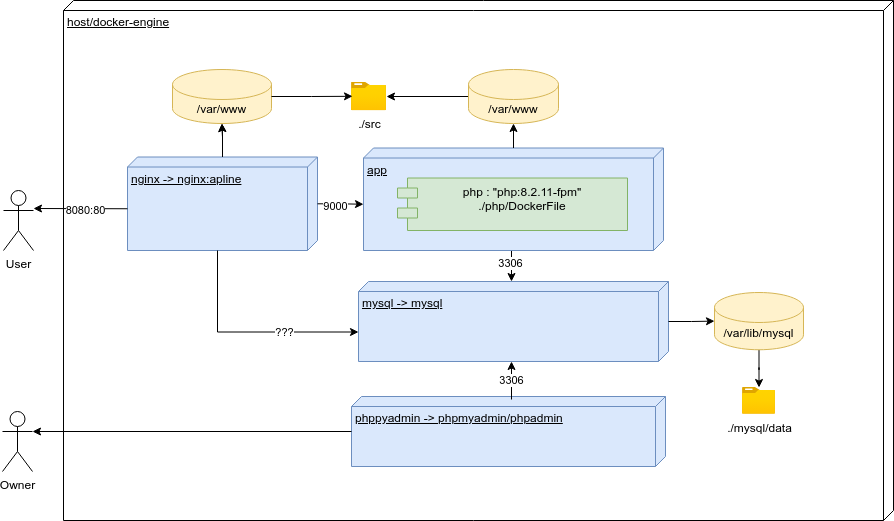 host/docker-engine
/var/www
/var/www
./src
nginx -> nginx:apline
app
php : "php:8.2.11-fpm"
./php/DockerFile
9000
8080:80
User
3306
mysql -> mysql
???
/var/lib/mysql
3306
phppyadmin -> phpmyadmin/phpadmin
./mysql/data
Owner